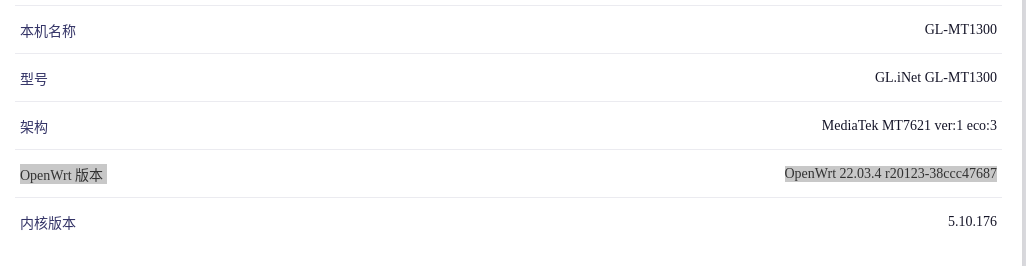 本机名称 GL-MT1300
型号 GL.iNet GL-MT1300
架构 MediaTek MT7621 ver:1 eco:3
OpenWrt 版本 OpenWrt 22.03.4 r20123-38ccc47687
内核版本 5.10.176